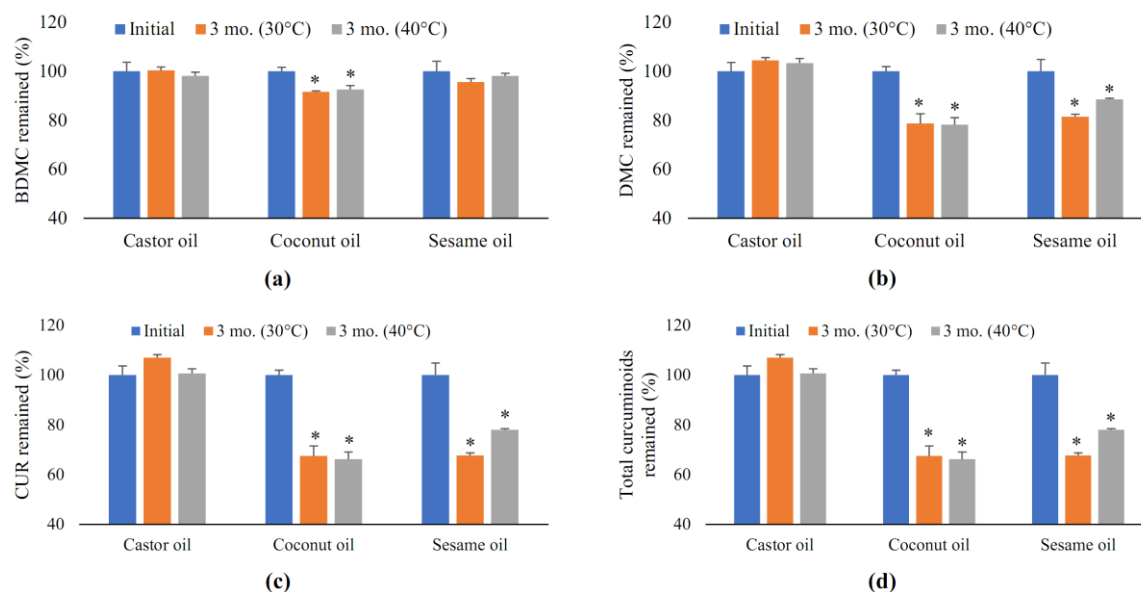 120
Initial 3 mo. (30°C) 3 mo. (40°C)
100
80
60
40
BDMC remained (%)
* *
Castor oil Coconut oil Sesame oil
(a)
120
Initial 3 mo. (30°C) 3 mo. (40°C)
100
80
60
40
DMC remained (%)
* * * *
Castor oil Coconut oil Sesame oil
(b)
120
Initial 3 mo. (30°C) 3 mo. (40°C)
100
80
60
40
CUR remained (%)
* * * *
Castor oil Coconut oil Sesame oil
(c)
120
Initial 3 mo. (30°C) 3 mo. (40°C)
100
80
60
40
Total curcuminoids
remained (%)
* * * *
Castor oil Coconut oil Sesame oil
(d)